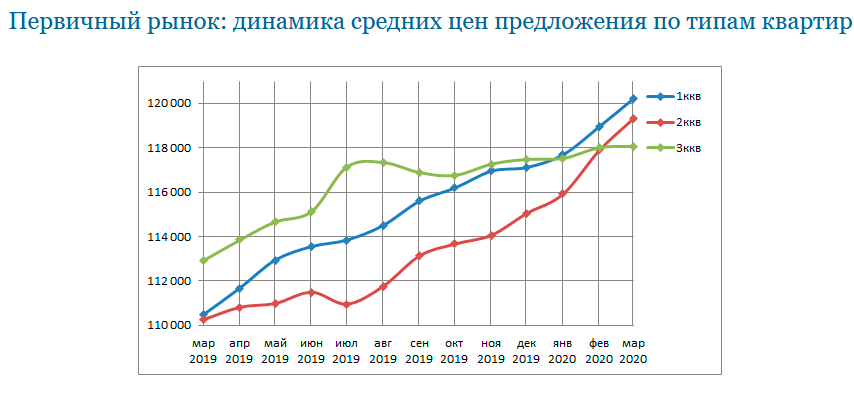 Первичный рынок: динамика средних цен предложения по типам квартир
120 000
118 000
116 000
114 000
112 000
110 000
мар апр май июн июл авг сен окт ноя дек янв фев мар
2019 2019 2019 2019 2019 2019 2019 2019 2019 2019 2020 2020 2020
1ккв
2ккв
3ккв